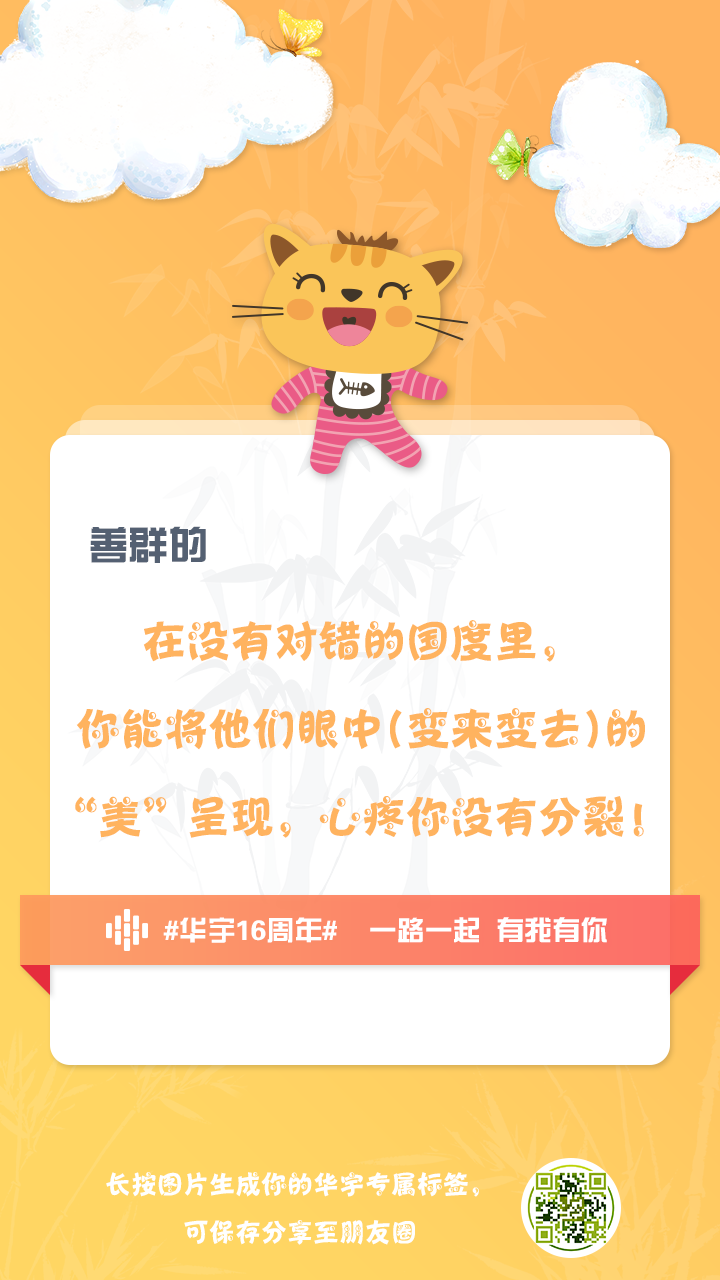 善群的
在没有对错的国度里，
你能将他们眼中(变来变去)的
“美”呈现，心疼你没有分裂！
#华宇16周年# 一路一起 有我有你
长按图片生成你的华宇专属标签，
可保存分享至朋友圈